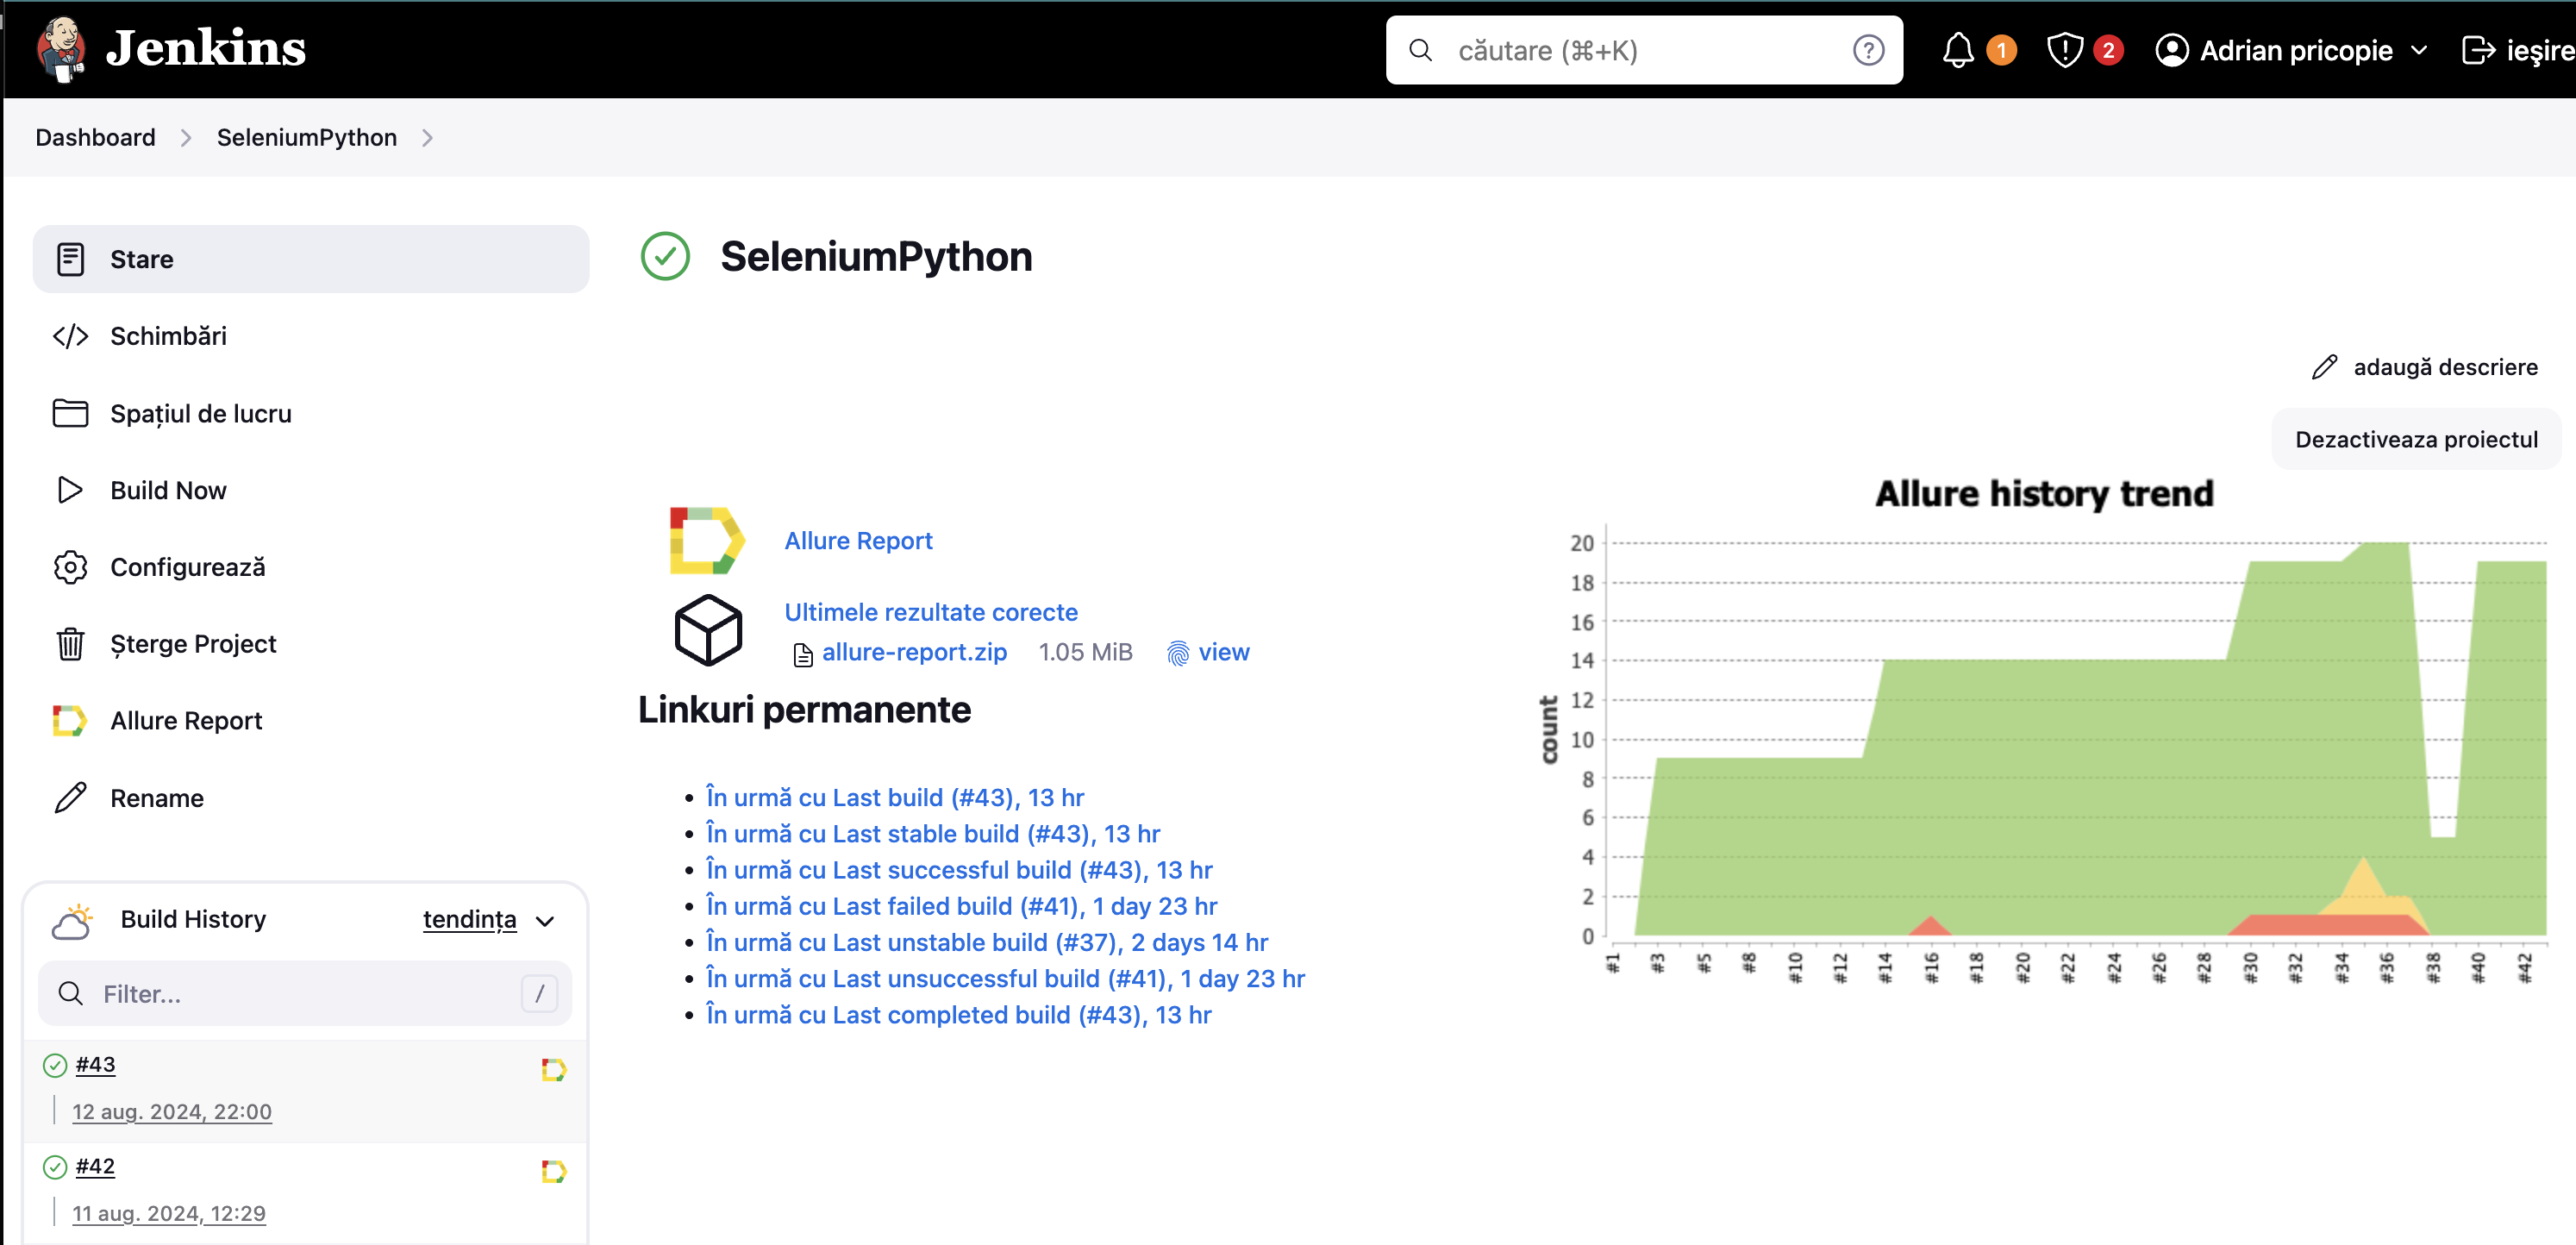 Jenkins
căutare (⌘+K)
1
2
Adrian pricopie
ieșire
Dashboard
SeleniumPython
Stare
Schimbări
Spațiul de lucru
Build Now
Configurează
Șterge Project
Allure Report
Rename
Build History
tendința
Filter...
/
#43
12 aug. 2024, 22:00
#42
11 aug. 2024, 12:29
SeleniumPython
adaugă descriere
Dezactiveaza proiectul
Allure Report
Ultimele rezultate corecte
allure-report.zip 1.05 MiB view
Linkuri permanente
În urmă cu Last build (#43), 13 hr
În urmă cu Last stable build (#43), 13 hr
În urmă cu Last successful build (#43), 13 hr
În urmă cu Last failed build (#41), 1 day 23 hr
În urmă cu Last unstable build (#37), 2 days 14 hr
În urmă cu Last unsuccessful build (#41), 1 day 23 hr
În urmă cu Last completed build (#43), 13 hr
Allure history trend
count
20
18
16
14
12
10
8
6
4
2
0
#1 #3 #5 #8 #10 #12 #14 #16 #18 #20 #22 #24 #26 #28 #30 #32 #34 #36 #38 #40 #42